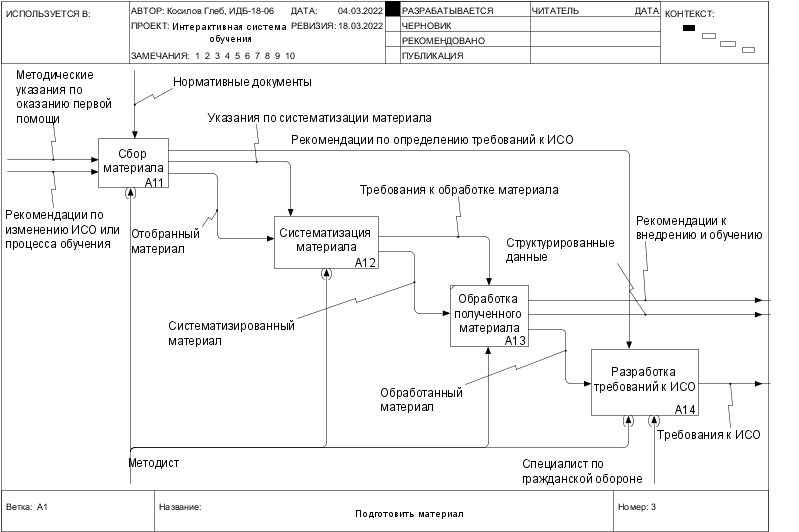 ИСПОЛЬЗУЕТСЯ В:
АВТОР: Косилов Глеб, ИДБ-18-06
ДАТА: 04.03.2022
ПРОЕКТ: Интерактивная система обучения
РЕВИЗИЯ: 18.03.2022
ЗАМЕЧАНИЯ: 1 2 3 4 5 6 7 8 9 10
РАЗРАБАТЫВАЕТСЯ
ЧЕРНОВИК
РЕКОМЕНДОВАНО
ПУБЛИКАЦИЯ
ЧИТАТЕЛЬ
ДАТА
КОНТЕКСТ:
Методические
указания по
оказанию первой
помощи
Нормативные документы
Указания по систематизации материала
Рекомендации по определению требований к ИСО
Сбор
материала
A11
Рекомендации по
изменению ИСО или
процесса обучения
Отобранный
материал
Требования к обработке материала
Систематизация
материала
A12
Структурированные
данные
Рекомендации к
внедрению и обучению
Систематизированный
материал
Обработка
полученного
материала
A13
Обработанный
материал
Разработка
требований к ИСО
A14
Требования к ИСО
Методист
Специалист по
гражданской обороне
Ветка: A1
Название:
Подготовить материал
Номер: 3